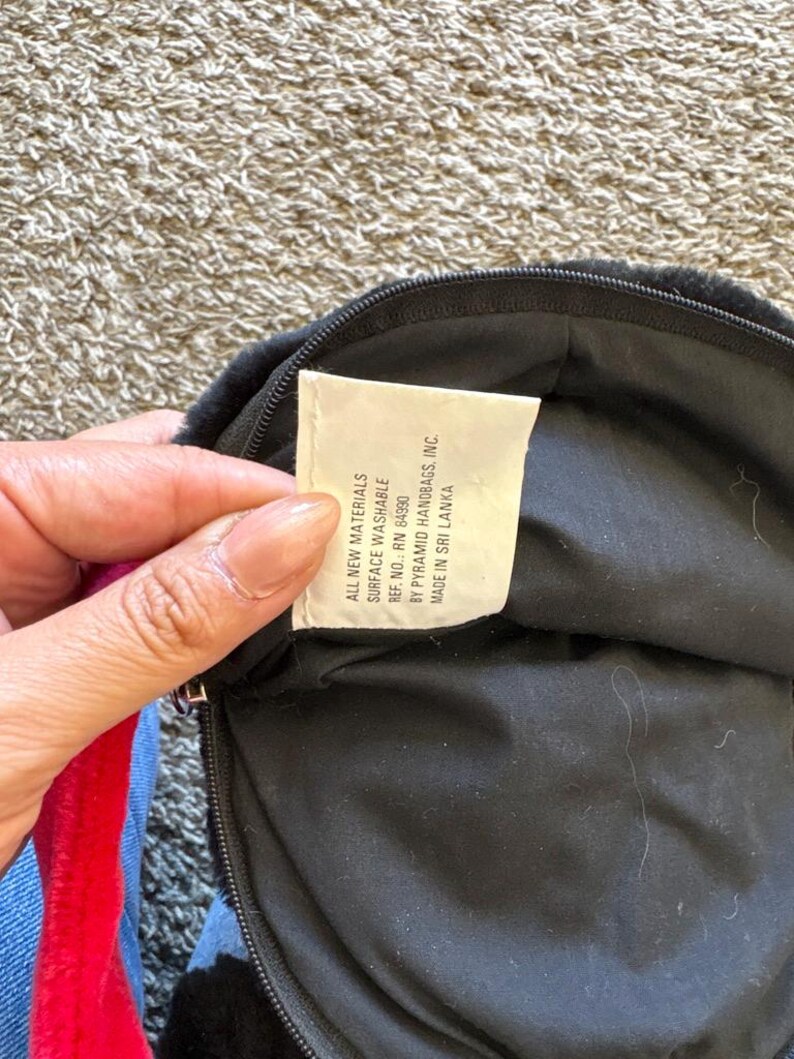 ALL NEW MATERIALS
SURFACE WASHABLE
REF. NO.: RN 84990
BY PYRAMID HANDBAGS, INC.
MADE IN SRI LANKA